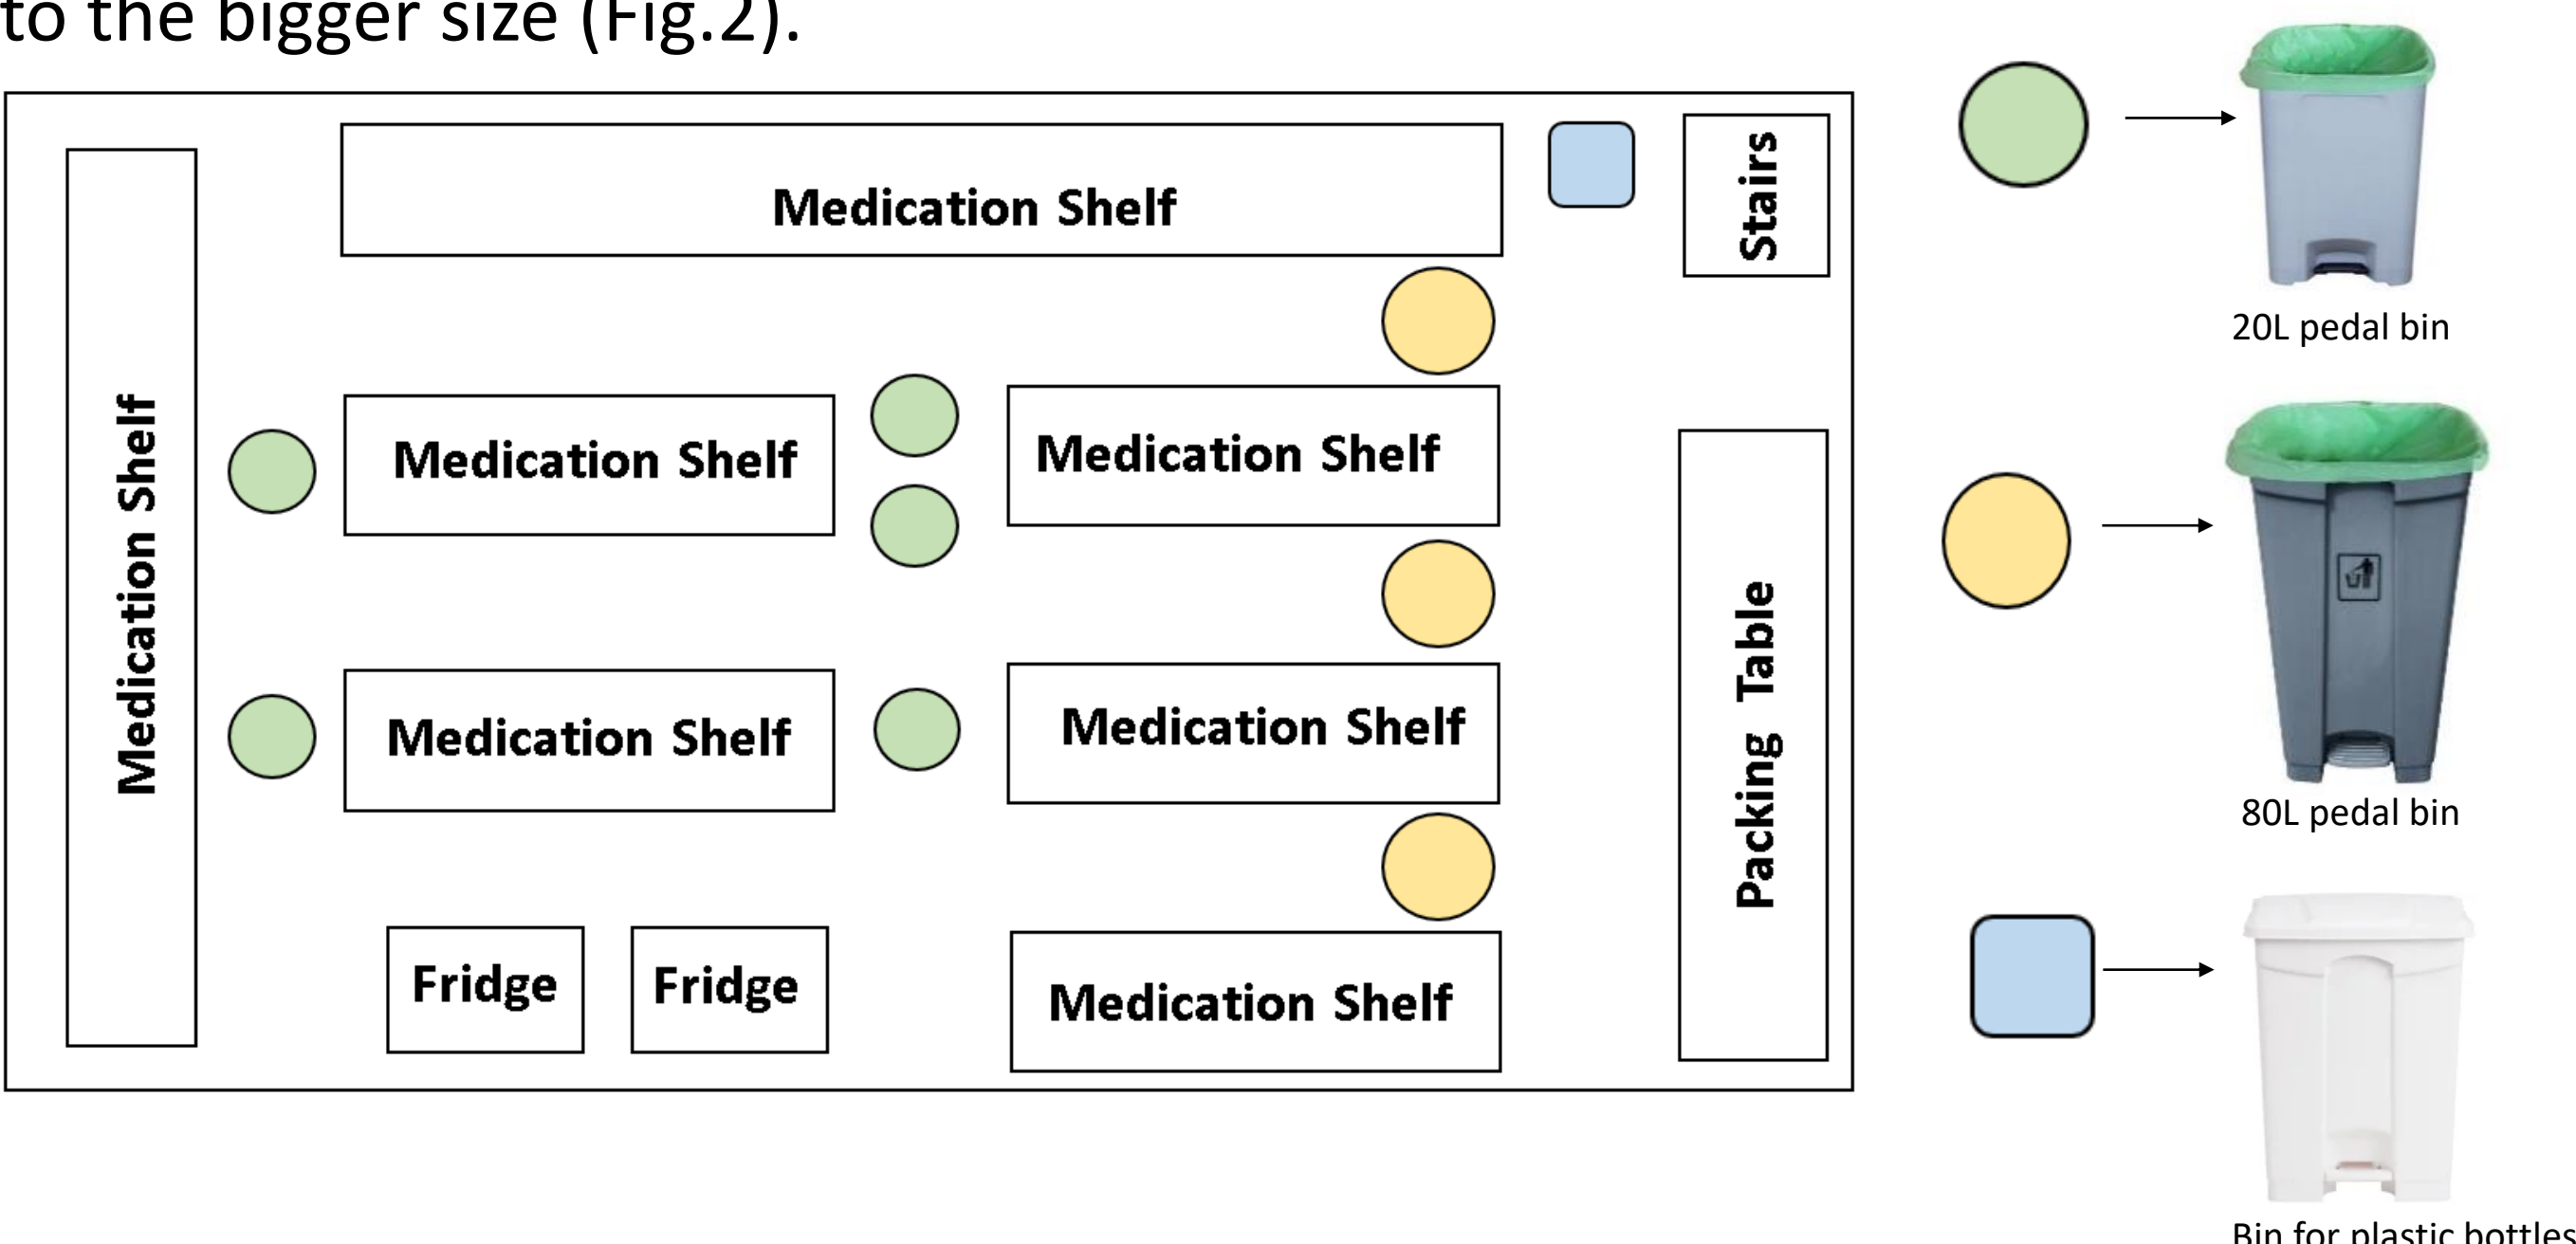 to the bigger size (Fig.2).
Medication Shelf
Stairs
20L pedal bin
Medication Shelf
Medication Shelf
Medication Shelf
Medication Shelf
Medication Shelf
Packing Table
80L pedal bin
Fridge
Fridge
Medication Shelf
Bin for plastic bottles